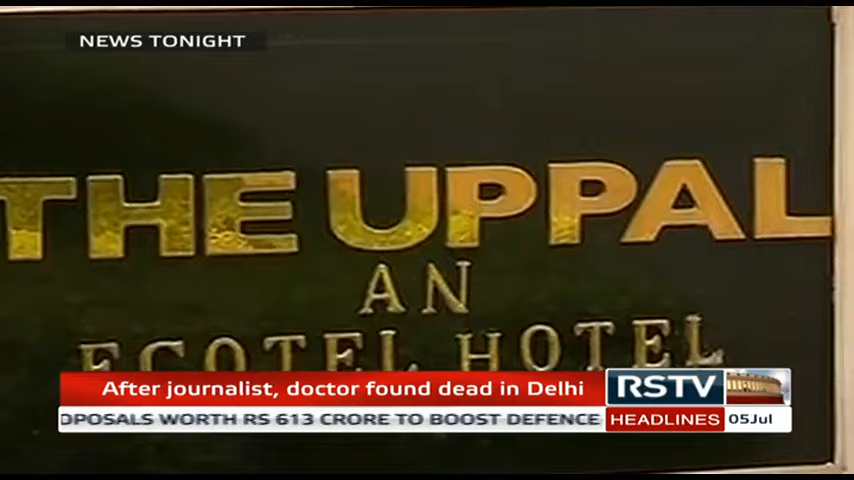 NEWS TONIGHT
THE UPPAL
AN
ECOTEL HOTEL
After journalist, doctor found dead in Delhi
RSTV
OPOSALS WORTH RS 613 CRORE TO BOOST DEFENCE
HEADLINES
05Jul